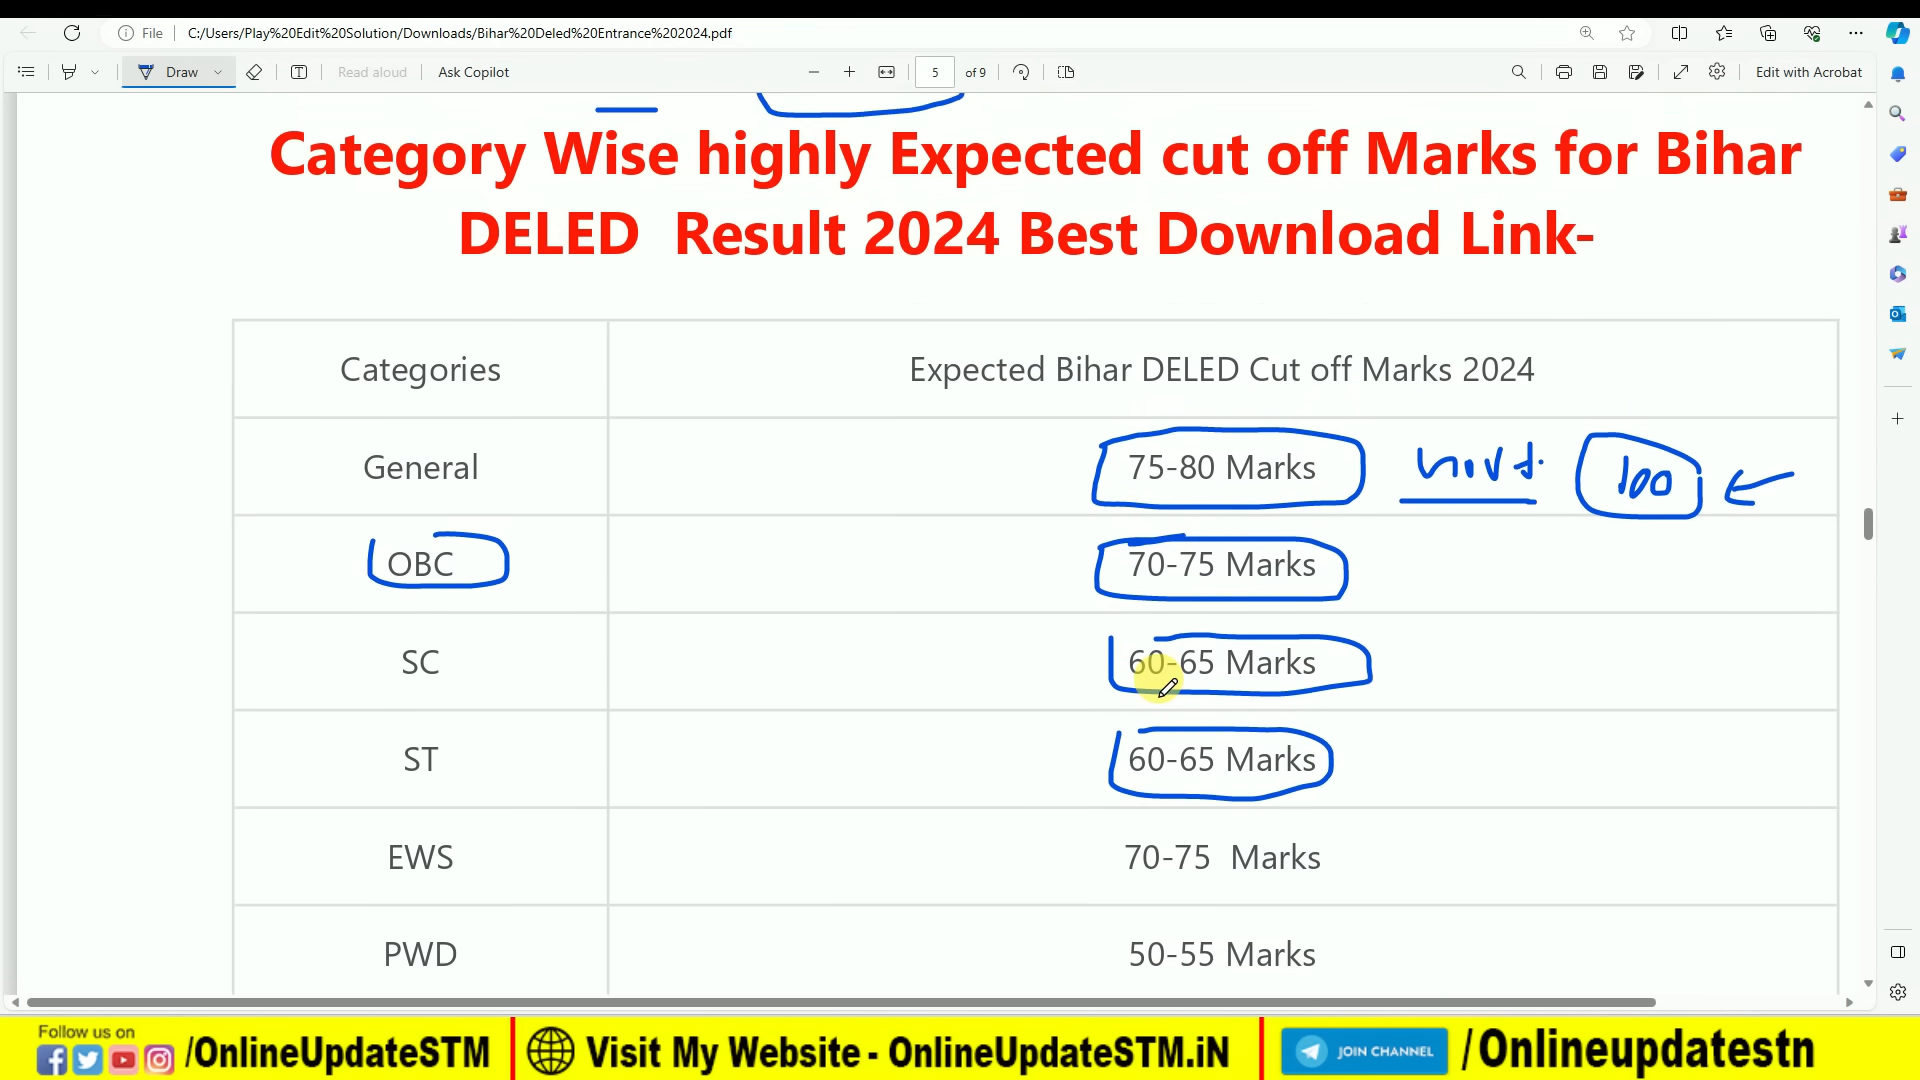 File
C:/Users/Play%20Edit%20Solution/Downloads/Bihar%20Deled%20Entrance%202024.pdf
Draw
Read aloud
Ask Copilot
5
of 9
Edit with Acrobat
Category Wise highly Expected cut off Marks for Bihar
DELED Result 2024 Best Download Link-
Categories Expected Bihar DELED Cut off Marks 2024
General 75-80 Marks 100
OBC 70-75 Marks
SC 60-65 Marks
ST 60-65 Marks
EWS 70-75 Marks
PWD 50-55 Marks
Follow us on
/OnlineUpdateSTM
Visit My Website - OnlineUpdateSTM.iN
JOIN CHANNEL
/Onlineupdatestn